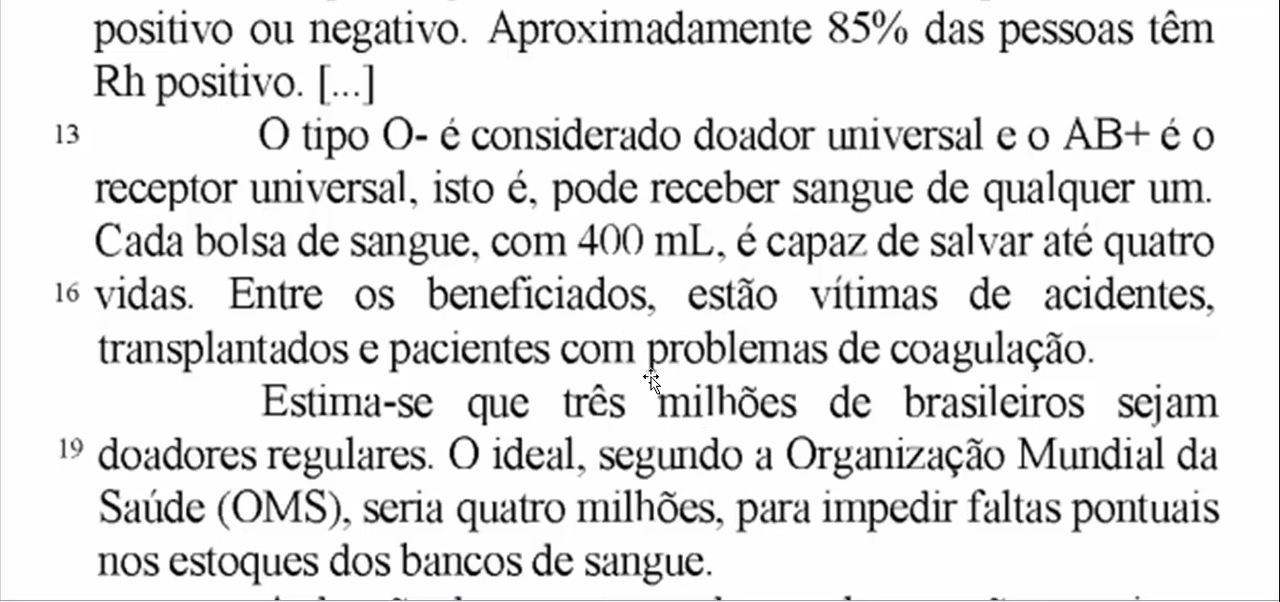 positivo ou negativo. Aproximadamente 85% das pessoas têm
Rh positivo. [...]
13 O tipo O- é considerado doador universal e o AB+ é o
receptor universal, isto é, pode receber sangue de qualquer um.
Cada bolsa de sangue, com 400 mL, é capaz de salvar até quatro
16 vidas. Entre os beneficiados, estão vítimas de acidentes,
transplantados e pacientes com problemas de coagulação.
Estima-se que três milhões de brasileiros sejam
19 doadores regulares. O ideal, segundo a Organização Mundial da
Saúde (OMS), seria quatro milhões, para impedir faltas pontuais
nos estoques dos bancos de sangue.